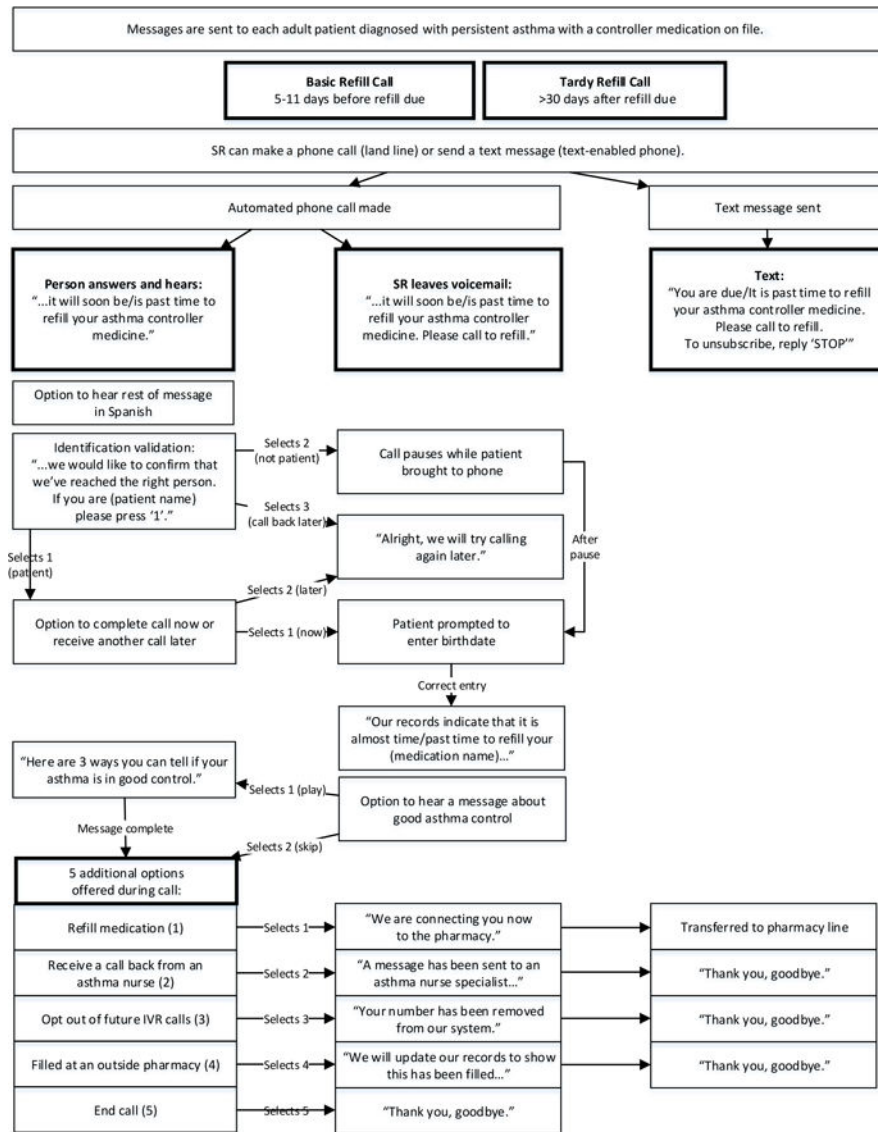 Messages are sent to each adult patient diagnosed with persistent asthma with a controller medication on file.
Basic Refill Call
5-11 days before refill due
Tardy Refill Call
>30 days after refill due
SR can make a phone call (land line) or send a text message (text-enabled phone).
Automated phone call made
Text message sent
Person answers and hears:
“...it will soon be/is past time to
refill your asthma controller
medicine.”
SR leaves voicemail:
“...it will soon be/is past time to
refill your asthma controller
medicine. Please call to refill.”
Text:
“You are due/It is past time to refill
your asthma controller medicine.
Please call to refill.
To unsubscribe, reply ‘STOP’”
Option to hear rest of message
in Spanish
Identification validation:
“...we would like to confirm that
we’ve reached the right person.
If you are (patient name)
please press ‘1’.”
Selects 2
(not patient)
Call pauses while patient
brought to phone
Selects 3
(call back later)
“Alright, we will try calling
again later.”
After
pause
Selects 1
(patient)
Selects 2 (later)
Option to complete call now or
receive another call later
Selects 1 (now)
Patient prompted to
enter birthdate
Correct entry
“Our records indicate that it is
almost time/past time to refill your
(medication name)...”
“Here are 3 ways you can tell if your
asthma is in good control.”
Selects 1 (play)
Option to hear a message about
good asthma control
Message complete
Selects 2 (skip)
5 additional options
offered during call:
Refill medication (1)
Selects 1
“We are connecting you now
to the pharmacy.”
Transferred to pharmacy line
Receive a call back from an
asthma nurse (2)
Selects 2
“A message has been sent to an
asthma nurse specialist...”
“Thank you, goodbye.”
Opt out of future IVR calls (3)
Selects 3
“Your number has been removed
from our system.”
“Thank you, goodbye.”
Filled at an outside pharmacy (4)
Selects 4
“We will update our records to show
this has been filled...”
“Thank you, goodbye.”
End call (5)
Selects 5
“Thank you, goodbye.”